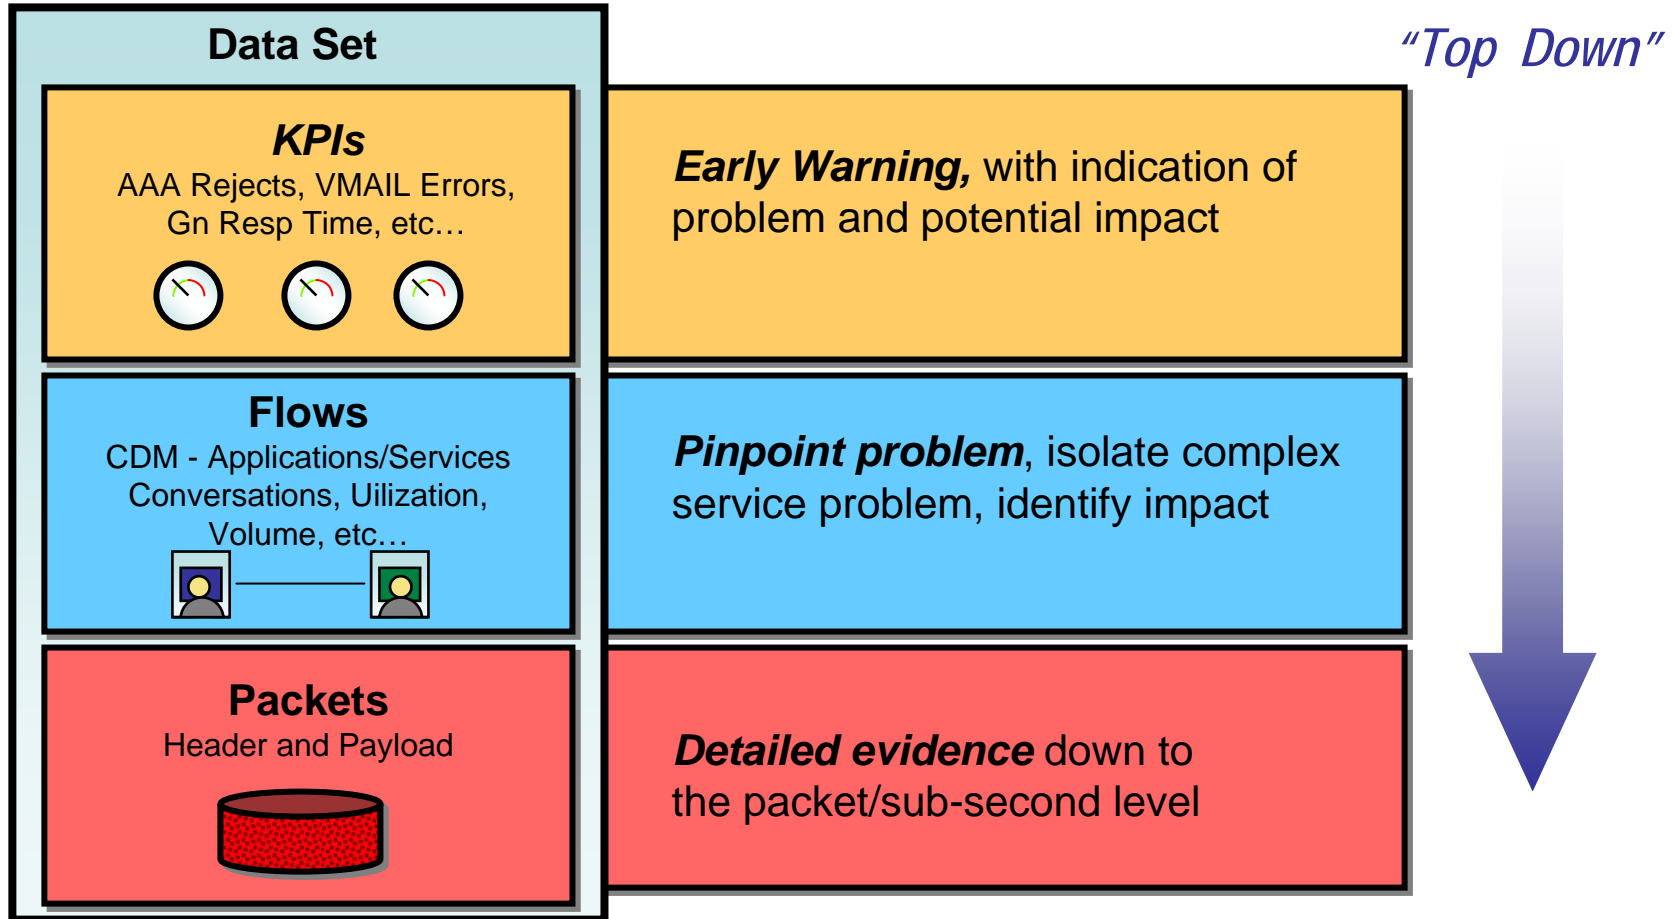 Data Set
"Top Down"
KPIs
AAA Rejects, VMAIL Errors,
Gn Resp Time, etc…
Early Warning, with indication of
problem and potential impact
Flows
CDM - Applications/Services
Conversations, Uilization,
Volume, etc…
Pinpoint problem, isolate complex
service problem, identify impact
Packets
Header and Payload
Detailed evidence down to
the packet/sub-second level